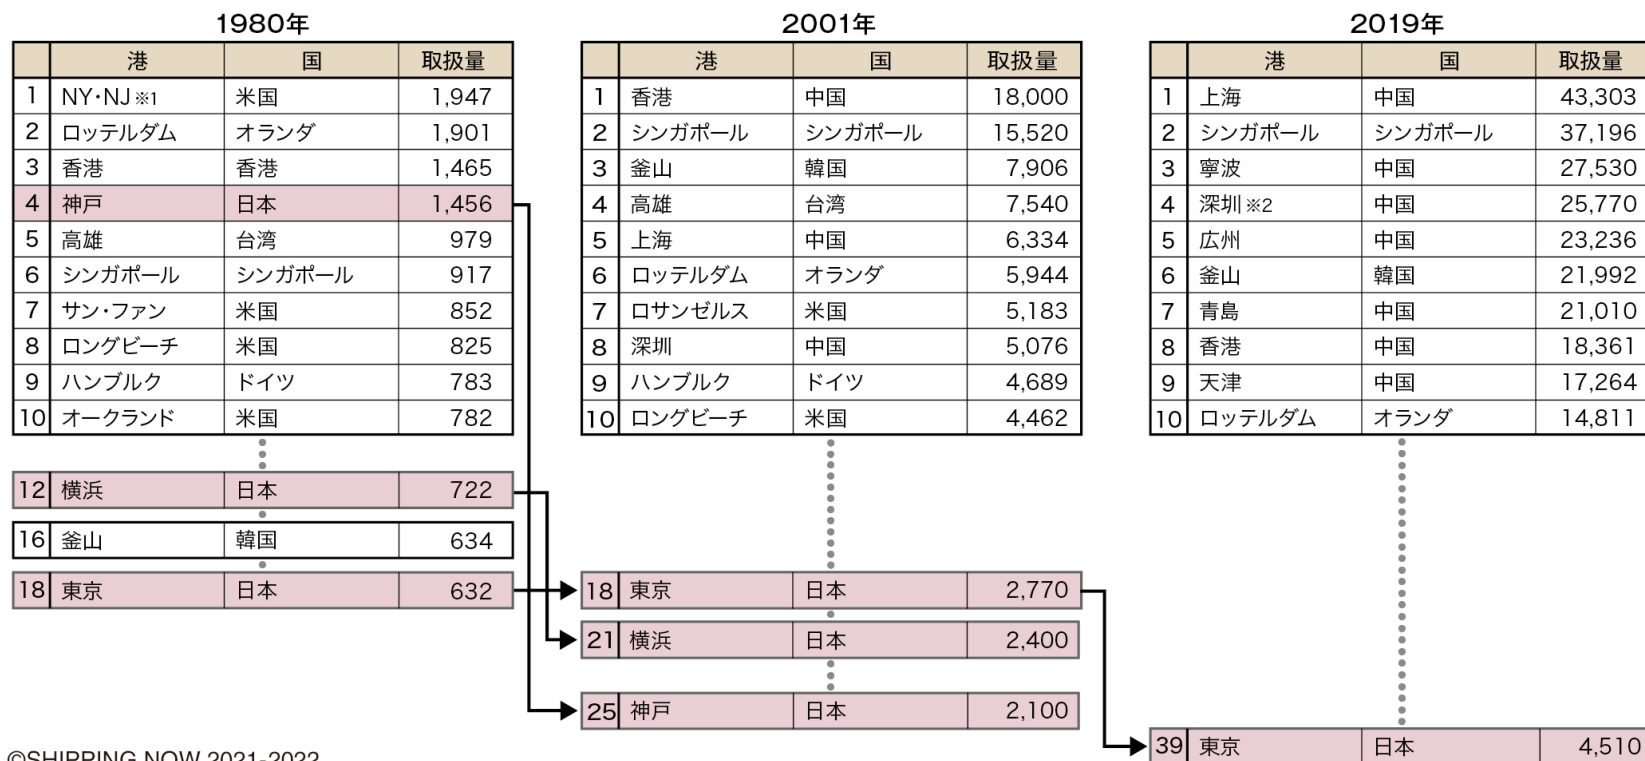 1980年
港 国 取扱量
1 NY・NJ※1 米国 1,947
2 ロッテルダム オランダ 1,901
3 香港 香港 1,465
4 神戸 日本 1,456
5 高雄 台湾 979
6 シンガポール シンガポール 917
7 サン・ファン 米国 852
8 ロングビーチ 米国 825
9 ハンブルク ドイツ 783
10 オークランド 米国 782
12 横浜 日本 722
16 釜山 韓国 634
18 東京 日本 632
2001年
港 国 取扱量
1 香港 中国 18,000
2 シンガポール シンガポール 15,520
3 釜山 韓国 7,906
4 高雄 台湾 7,540
5 上海 中国 6,334
6 ロッテルダム オランダ 5,944
7 ロサンゼルス 米国 5,183
8 深圳 中国 5,076
9 ハンブルク ドイツ 4,689
10 ロングビーチ 米国 4,462
18 東京 日本 2,770
21 横浜 日本 2,400
25 神戸 日本 2,100
2019年
港 国 取扱量
1 上海 中国 43,303
2 シンガポール シンガポール 37,196
3 寧波 中国 27,530
4 深圳※2 中国 25,770
5 広州 中国 23,236
6 釜山 韓国 21,992
7 青島 中国 21,010
8 香港 中国 18,361
9 天津 中国 17,264
10 ロッテルダム オランダ 14,811
39 東京 日本 4,510
©SHIPPING NOW 2021-2022